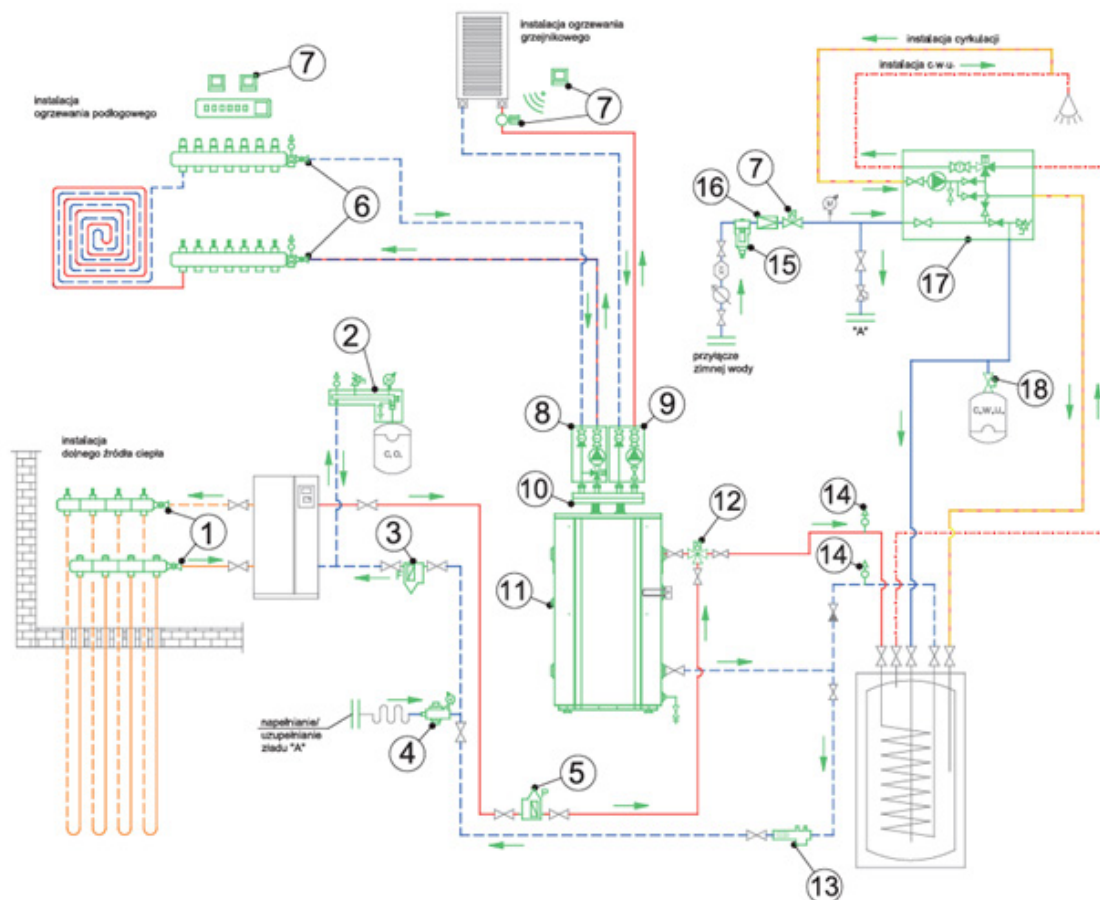 instalacja ogrzewania
grzejnikowego
instalacja cyrkulacji
instalacja c.w.u.
7
instalacja
ogrzewania podłogowego
7
6
16
7
15
17
"A"
przyłącze
zimnej wody
18
c.w.u.
2
c.o.
8
9
instalacja
dolnego źródła ciepła
10
12
14
1
3
14
11
napełnianie/
uzupełnianie
zładu "A"
4
5
13